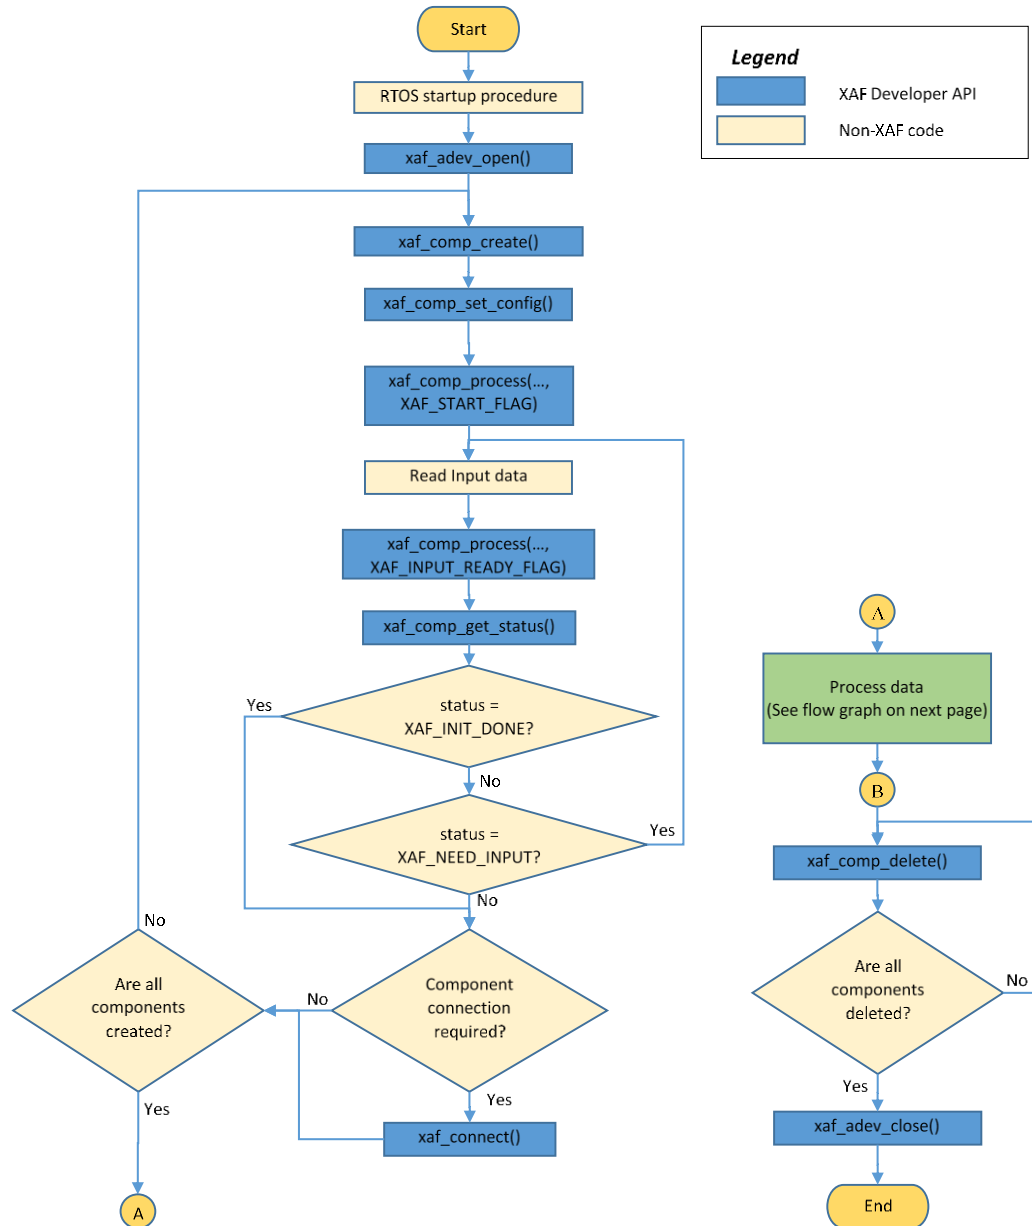 Start
Legend
XAF Developer API
Non-XAF code
RTOS startup procedure
xaf_adev_open()
xaf_comp_create()
xaf_comp_set_config()
xaf_comp_process(...,
XAF_START_FLAG)
Read Input data
xaf_comp_process(...,
XAF_INPUT_READY_FLAG)
xaf_comp_get_status()
Yes
status =
XAF_INIT_DONE?
No
status =
XAF_NEED_INPUT?
Yes
No
No
Are all
components
created?
No
Component
connection
required?
Yes
Yes
xaf_connect()
A
A
Process data
(See flow graph on next page)
B
xaf_comp_delete()
Are all
components
deleted?
No
Yes
xaf_adev_close()
End